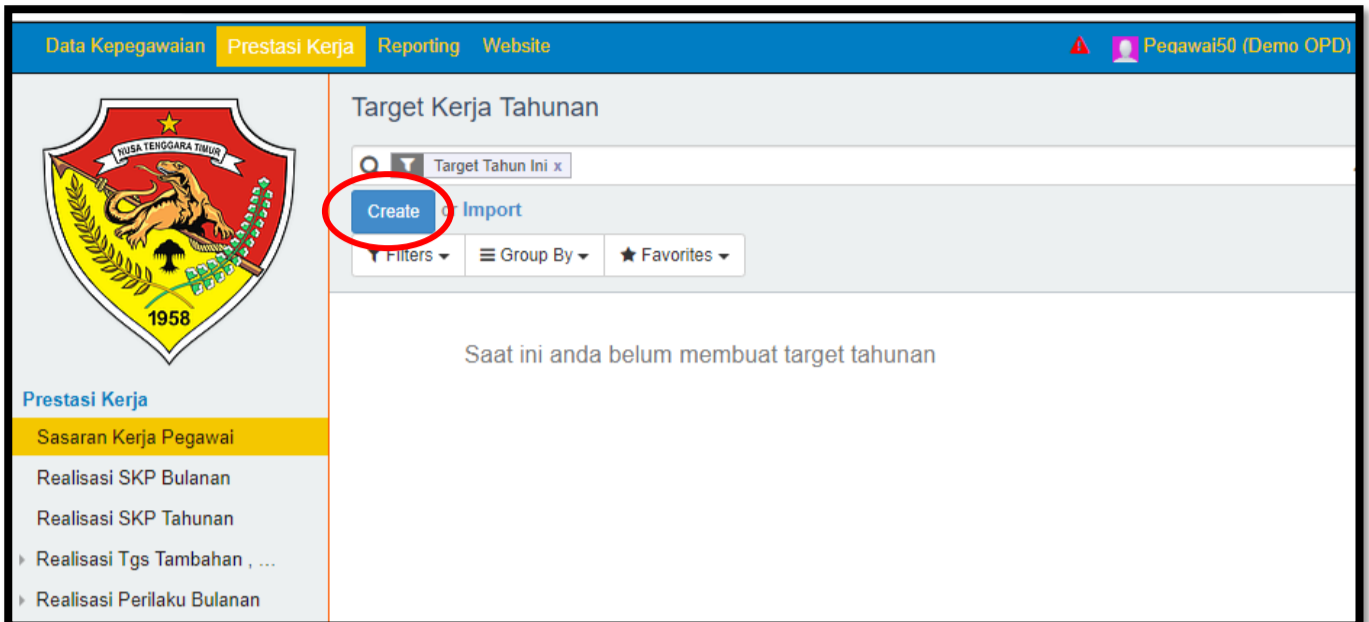 Data Kepegawaian Prestasi Kerja Reporting Website Pegawai50 (Demo OPD)
NUSA TENGGARA TIMUR
1958
Target Kerja Tahunan
Target Tahun Ini x
Create or Import
Filters Group By Favorites
Saat ini anda belum membuat target tahunan
Prestasi Kerja
Sasaran Kerja Pegawai
Realisasi SKP Bulanan
Realisasi SKP Tahunan
Realisasi Tgs Tambahan , ...
Realisasi Perilaku Bulanan